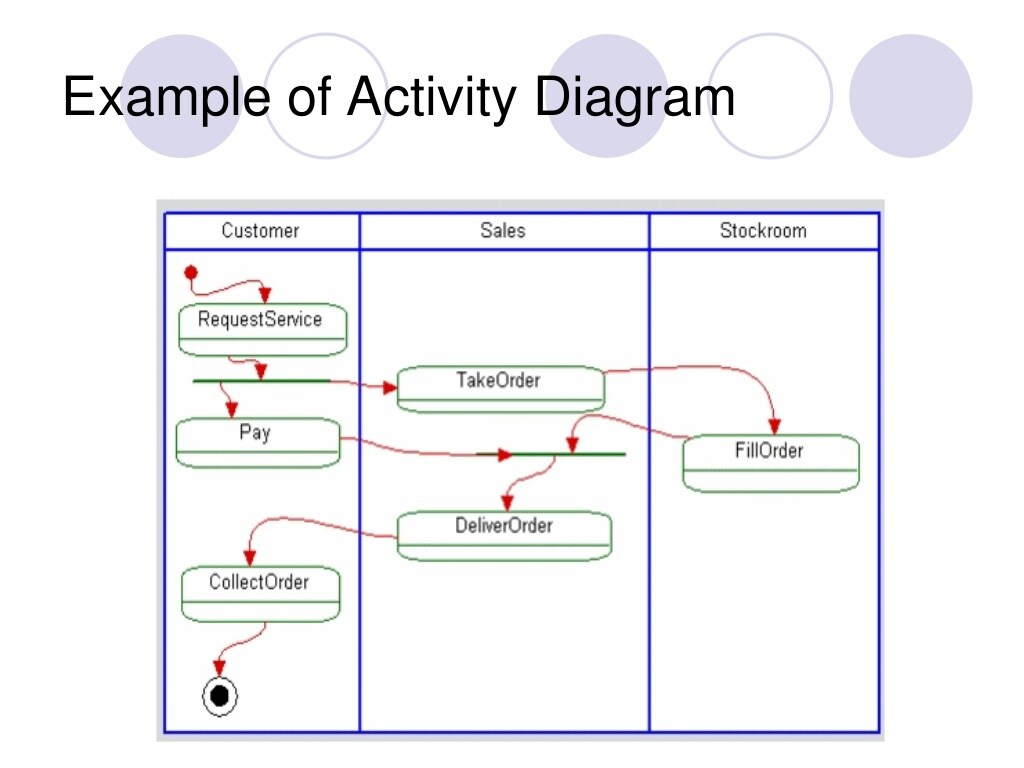 Example of Activity Diagram
Customer Sales Stockroom
RequestService
TakeOrder
Pay
FillOrder
DeliverOrder
CollectOrder